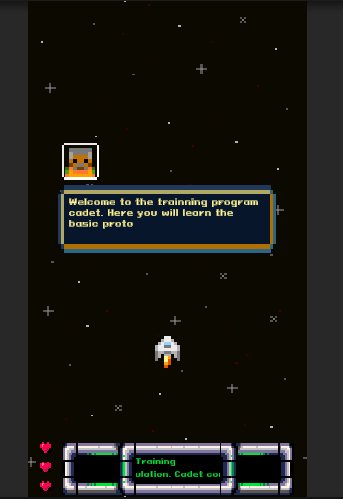 Welcome to the trainning program
cadet. Here you will learn the
basic proto
Training
ulation. Cadet co